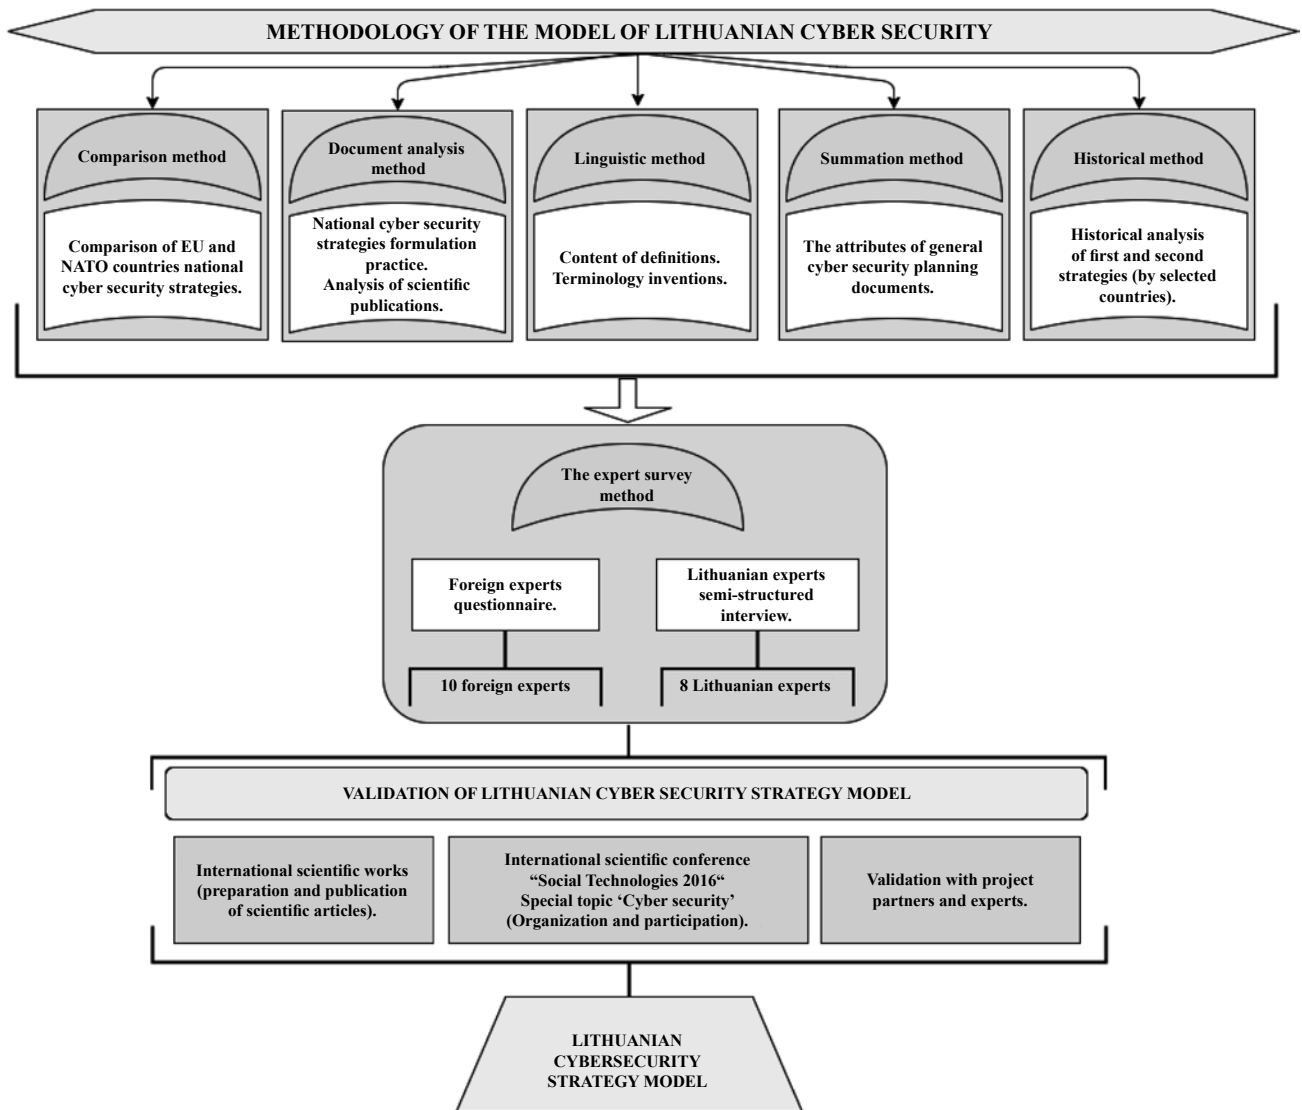 METHODOLOGY OF THE MODEL OF LITHUANIAN CYBER SECURITY
Comparison method
Comparison of EU and
NATO countries national
cyber security strategies.
Document analysis
method
National cyber security
strategies formulation
practice.
Analysis of scientific
publications.
Linguistic method
Content of definitions.
Terminology inventions.
Summation method
The attributes of general
cyber security planning
documents.
Historical method
Historical analysis
of first and second
strategies (by selected
countries).
The expert survey
method
Foreign experts
questionnaire.
10 foreign experts
Lithuanian experts
semi-structured
interview.
8 Lithuanian experts
VALIDATION OF LITHUANIAN CYBER SECURITY STRATEGY MODEL
International scientific works
(preparation and publication
of scientific articles).
International scientific conference
“Social Technologies 2016“
Special topic ‘Cyber security’
(Organization and participation).
Validation with project
partners and experts.
LITHUANIAN
CYBERSECURITY
STRATEGY MODEL